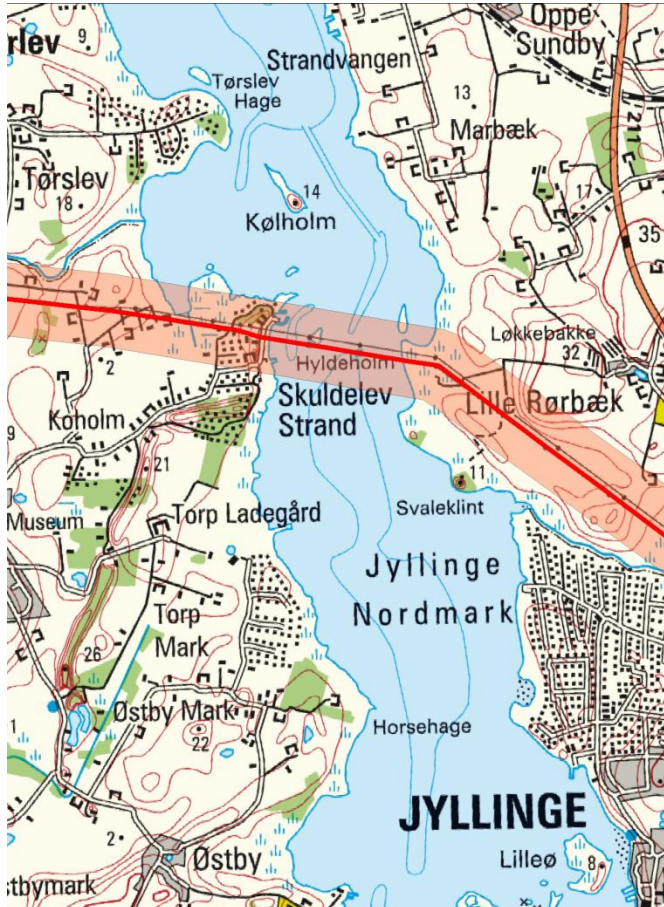 rlev
9
Strandvangen
Oppe
Sundby
Tørslev
Hage
13
Marbæk
211
Tørslev
18
14
Kølholm
17
35
Løkkebakke
32
2
Hyldeholm
Skuldelev
Strand
Lille Rørbæk
Koholm
9
21
11
Svaleklint
Museum
Torp Ladegård
Jyllinge
Nordmark
Torp
Mark
26
Østby Mark
22
1
Horsehage
JYLLINGE
2
Østby
Lilleø
8
stbymark